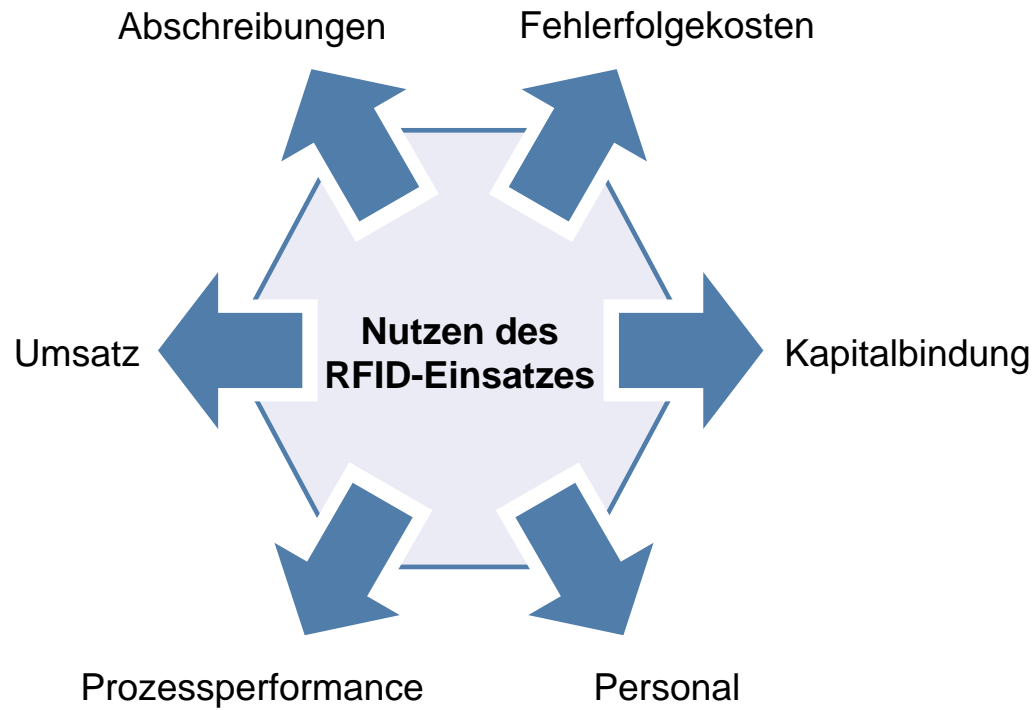 Abschreibungen
Fehlerfolgekosten
Umsatz
Nutzen des
RFID-Einsatzes
Kapitalbindung
Prozessperformance
Personal